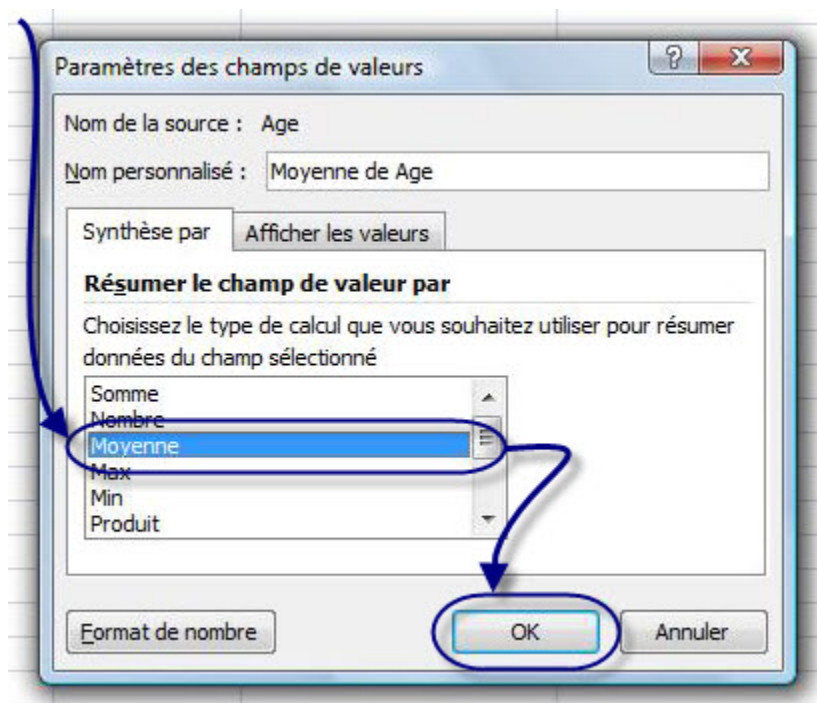 Paramètres des champs de valeurs
Nom de la source : Age
Nom personnalisé : Moyenne de Age
Synthèse par Afficher les valeurs
Résumer le champ de valeur par
Choisissez le type de calcul que vous souhaitez utiliser pour résumer
données du champ sélectionné
Somme
Nombre
Moyenne
Max
Min
Produit
Format de nombre OK Annuler